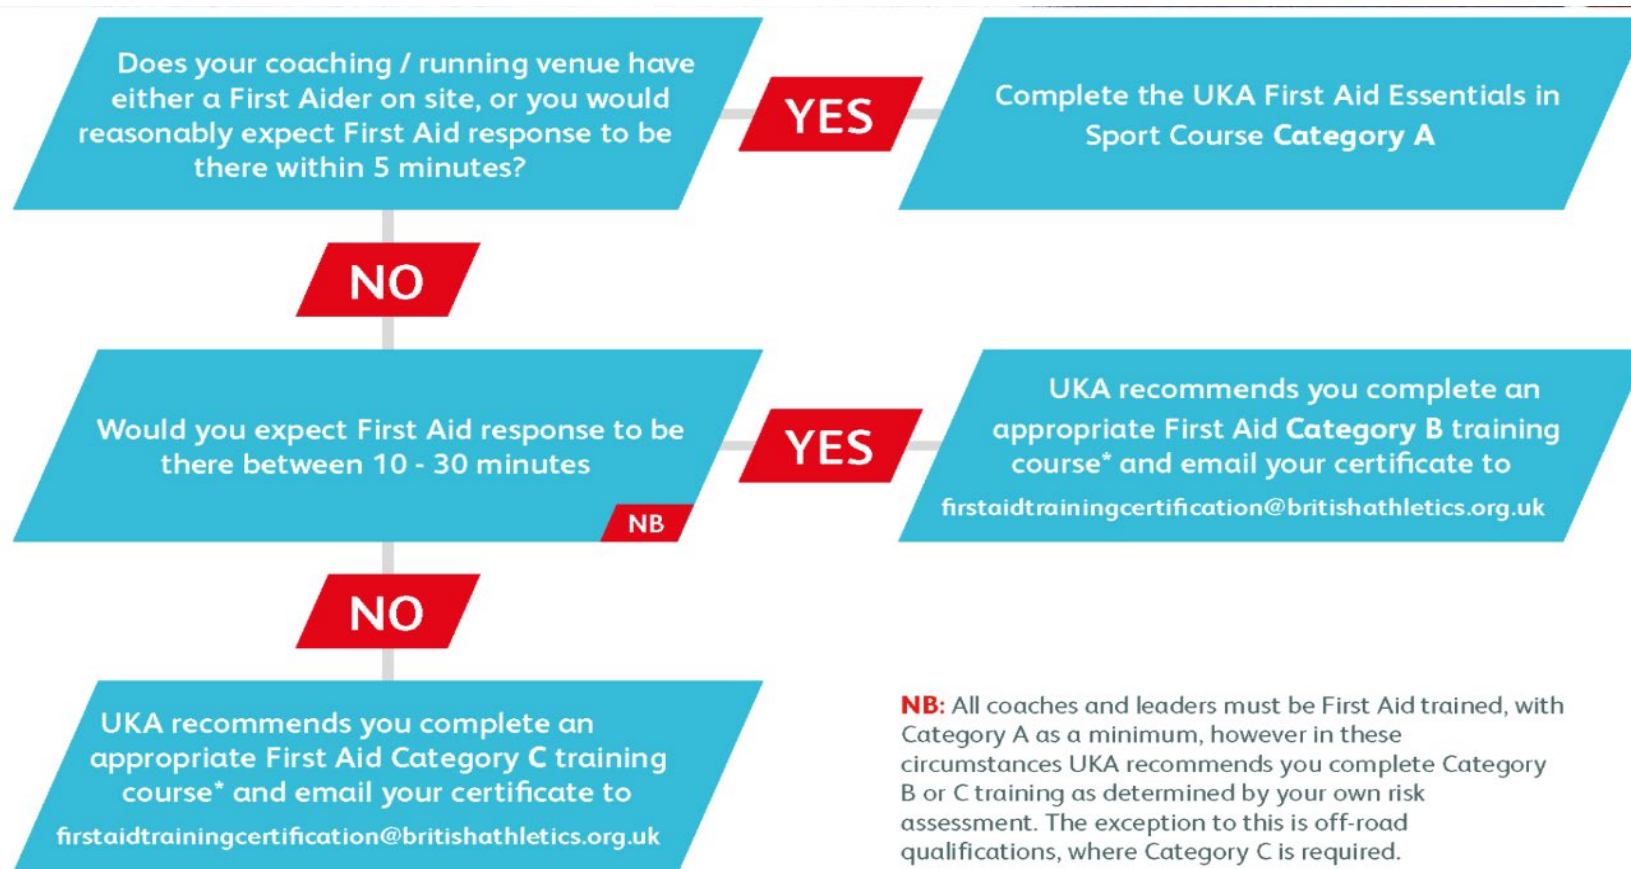 Does your coaching / running venue have
either a First Aider on site, or you would
reasonably expect First Aid response to be
there within 5 minutes?
YES
Complete the UKA First Aid Essentials in
Sport Course Category A
NO
Would you expect First Aid response to be
there between 10 - 30 minutes
NB
YES
UKA recommends you complete an
appropriate First Aid Category B training
course* and email your certificate to
firstaidtrainingcertification@britishathletics.org.uk
NO
UKA recommends you complete an
appropriate First Aid Category C training
course* and email your certificate to
firstaidtrainingcertification@britishathletics.org.uk
NB: All coaches and leaders must be First Aid trained, with
Category A as a minimum, however in these
circumstances UKA recommends you complete Category
B or C training as determined by your own risk
assessment. The exception to this is off-road
qualifications, where Category C is required.